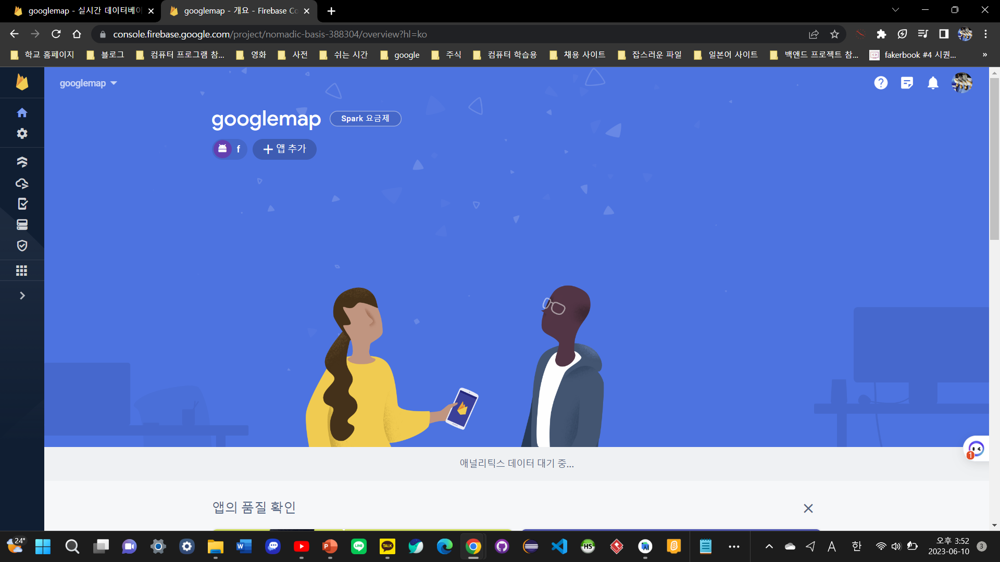 googlemap - 실시간 데이터베이
googlemap - 개요 - Firebase Co
console.firebase.google.com/project/nomadic-basis-388304/overview?hl=ko
학교 홈페이지
블로그
컴퓨터 프로그램 참...
영화
사전
쉬는 시간
google
주식
컴퓨터 학습용
채용 사이트
잡스러운 파일
일본어 사이트
백앤드 프로젝트 참...
fakerbook #4 시퀀...
»
googlemap
googlemap
Spark 요금제
f
앱 추가
1
애널리틱스 데이터 대기 중...
앱의 품질 확인
24°
W
P
LINE
TALK
HS
A
한
오후 3:52
2023-06-10
3